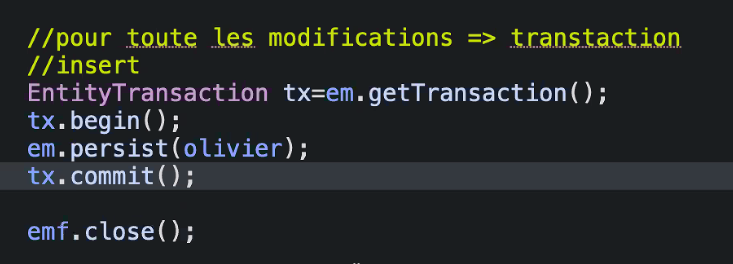 //pour toute les modifications => transtaction
//insert
EntityTransaction tx=em.getTransaction();
tx.begin();
em.persist(olivier);
tx.commit();
emf.close();